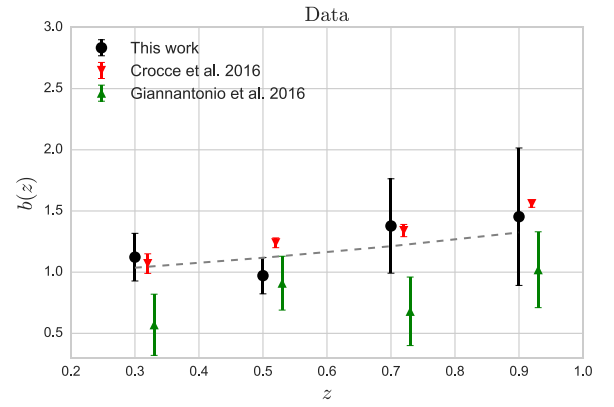 Data
3.0
2.5
2.0
1.5
1.0
0.5
b(z)
This work
Crocce et al. 2016
Giannantonio et al. 2016
0.2 0.3 0.4 0.5 0.6 0.7 0.8 0.9 1.0
z